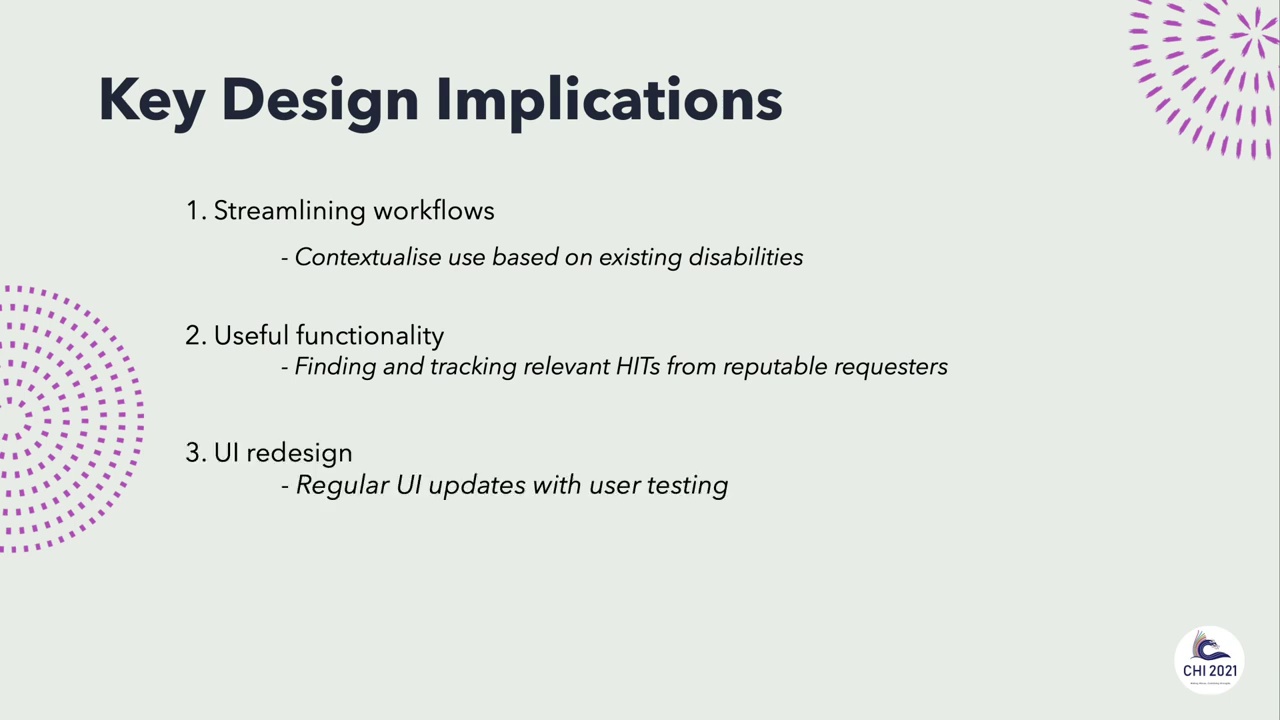 Key Design Implications
1. Streamlining workflows
- Contextualise use based on existing disabilities
2. Useful functionality
- Finding and tracking relevant HITs from reputable requesters
3. UI redesign
- Regular UI updates with user testing
CHI 2021